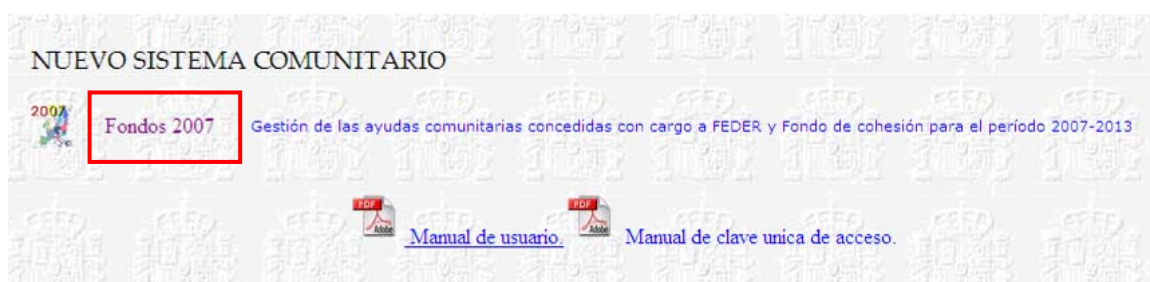 NUEVO SISTEMA COMUNITARIO
2007 Fondos 2007 Gestión de las ayudas comunitarias concedidas con cargo a FEDER y Fondo de cohesión para el período 2007-2013
PDF Adobe Manual de usuario. PDF Adobe Manual de clave unica de acceso.